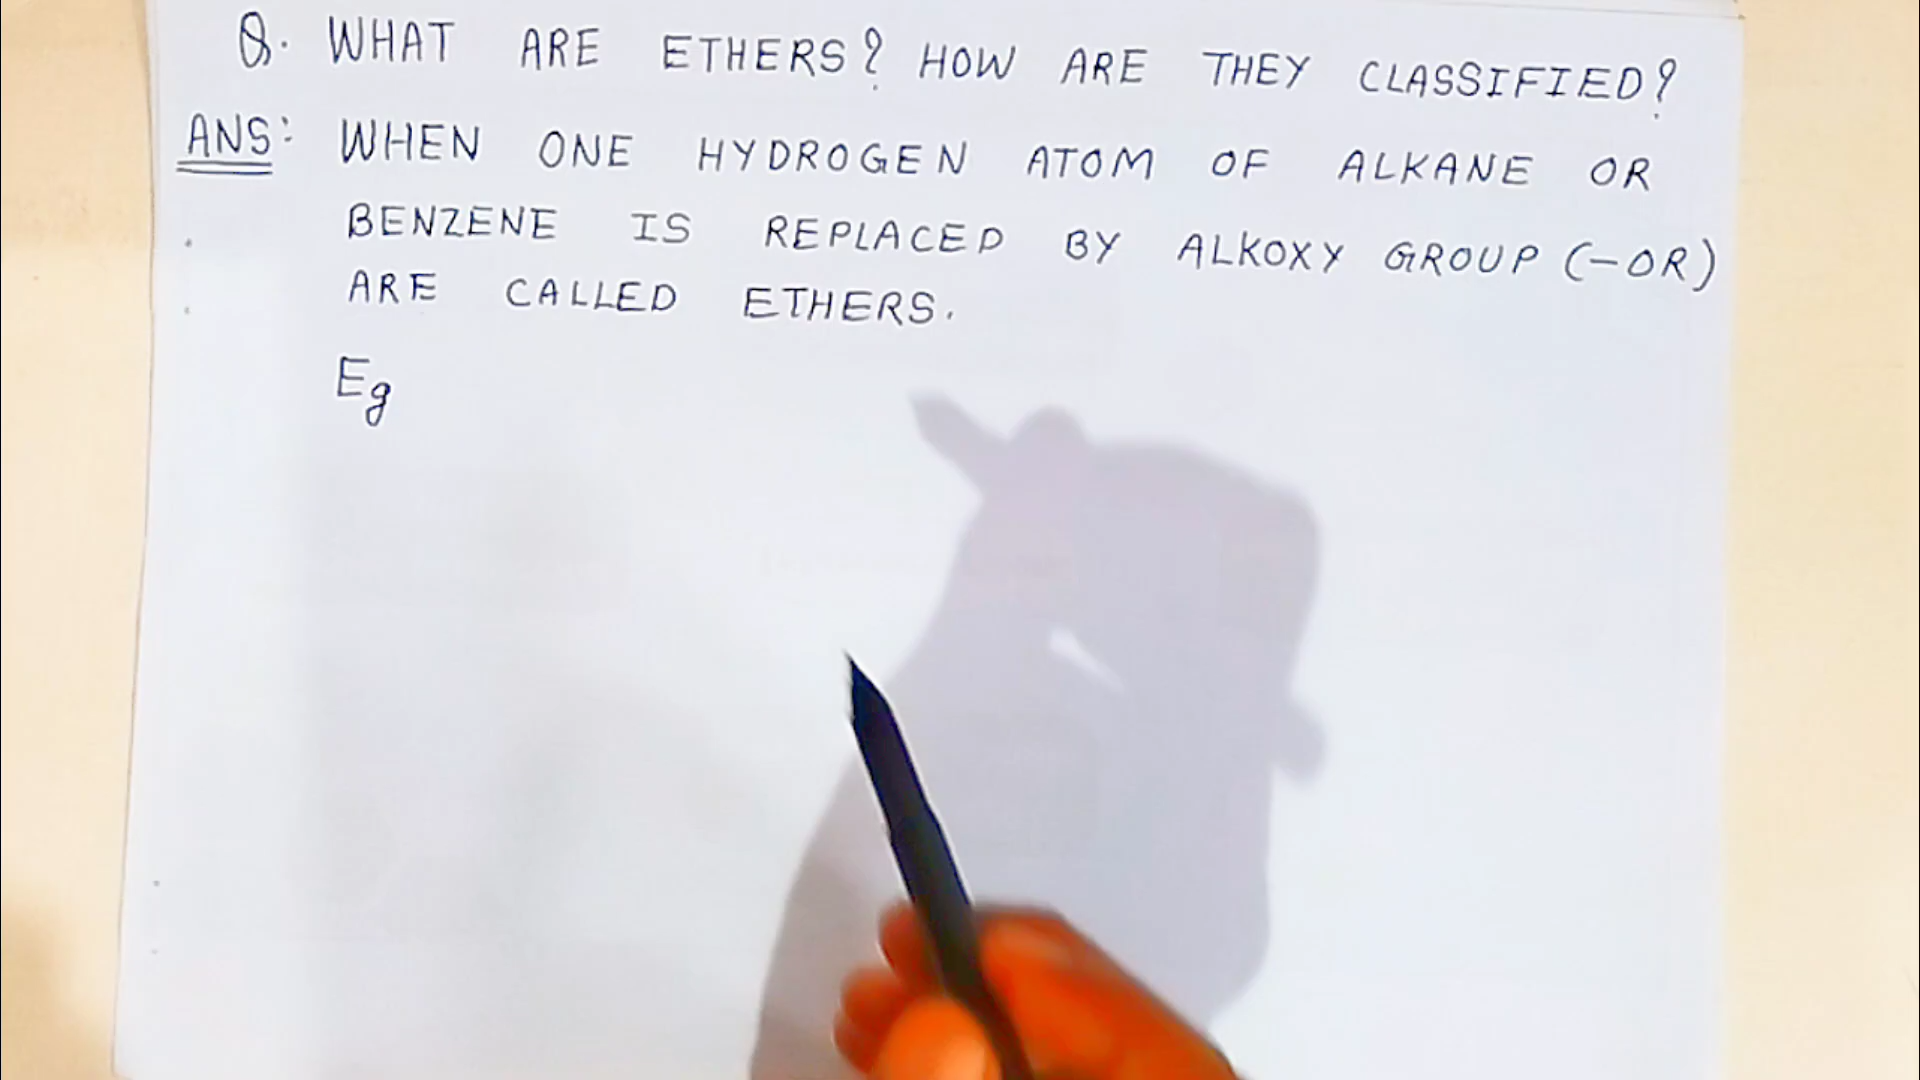 Q. WHAT ARE ETHERS? HOW ARE THEY CLASSIFIED?
ANS: WHEN ONE HYDROGEN ATOM OF ALKANE OR
BENZENE IS REPLACED BY ALKOXY GROUP (-OR)
ARE CALLED ETHERS.
Eg